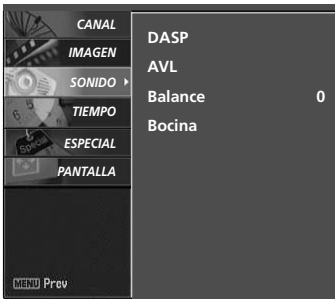 CANAL
IMAGEN
SONIDO
TIEMPO
ESPECIAL
PANTALLA
MENU Prev
DASP
AVL
Balance 0
Bocina